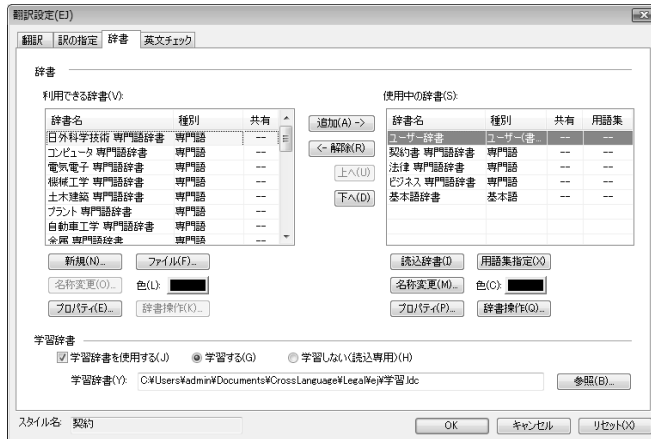 翻訳設定(EJ)
翻訳 訳の指定 辞書 英文チェック
辞書
利用できる辞書(V):
辞書名 種別 共有
日外科学技術 専門語辞書 専門語 --
コンピュータ 専門語辞書 専門語 --
電気電子 専門語辞書 専門語 --
機械工学 専門語辞書 専門語 --
土木建築 専門語辞書 専門語 --
プラント 専門語辞書 専門語 --
自動車工学 専門語辞書 専門語 --
金属 専門語辞書 専門語 --
追加(A) ->
<- 解除(R)
上へ(U)
下へ(D)
使用中の辞書(S):
辞書名 種別 共有 用語集
ユーザー辞書 ユーザー(書... -- --
契約書 専門語辞書 専門語 -- --
法律 専門語辞書 専門語 -- --
ビジネス 専門語辞書 専門語 -- --
基本語辞書 基本語 -- --
新規(N)... ファイル(F)...
名称変更(O)... 色(L):
プロパティ(E)... 辞書操作(K)...
読込辞書(I) 用語集指定(X)
名称変更(M)... 色(C):
プロパティ(P)... 辞書操作(Q)...
学習辞書
学習辞書を使用する(J) 学習する(G) 学習しない(読込専用)(H)
学習辞書(Y): C:¥Users¥admin¥Documents¥CrossLanguage¥Legal¥ej¥学習.ldc 参照(B)...
スタイル名: 契約 OK キャンセル リセット(X)